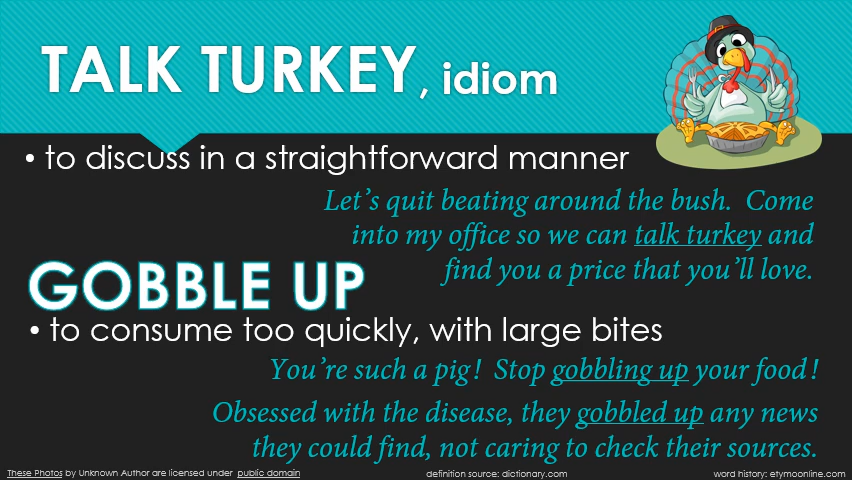 TALK TURKEY, idiom
• to discuss in a straightforward manner
Let's quit beating around the bush. Come
into my office so we can talk turkey and
find you a price that you'll love.
GOBBLE UP
• to consume too quickly, with large bites
You're such a pig! Stop gobbling up your food!
Obsessed with the disease, they gobbled up any news
they could find, not caring to check their sources.
These Photos by Unknown Author are licensed under public domain
definition source: dictionary.com
word history: etymoonline.com